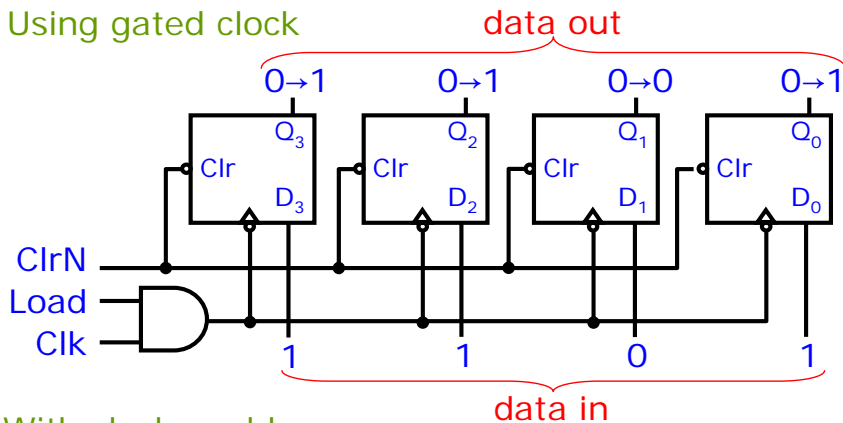 Using gated clock
data out
0→1 0→1 0→0 0→1
Q3 Q2 Q1 Q0
Clr Clr Clr Clr
D3 D2 D1 D0
ClrN
Load
Clk
1 1 0 1
data in